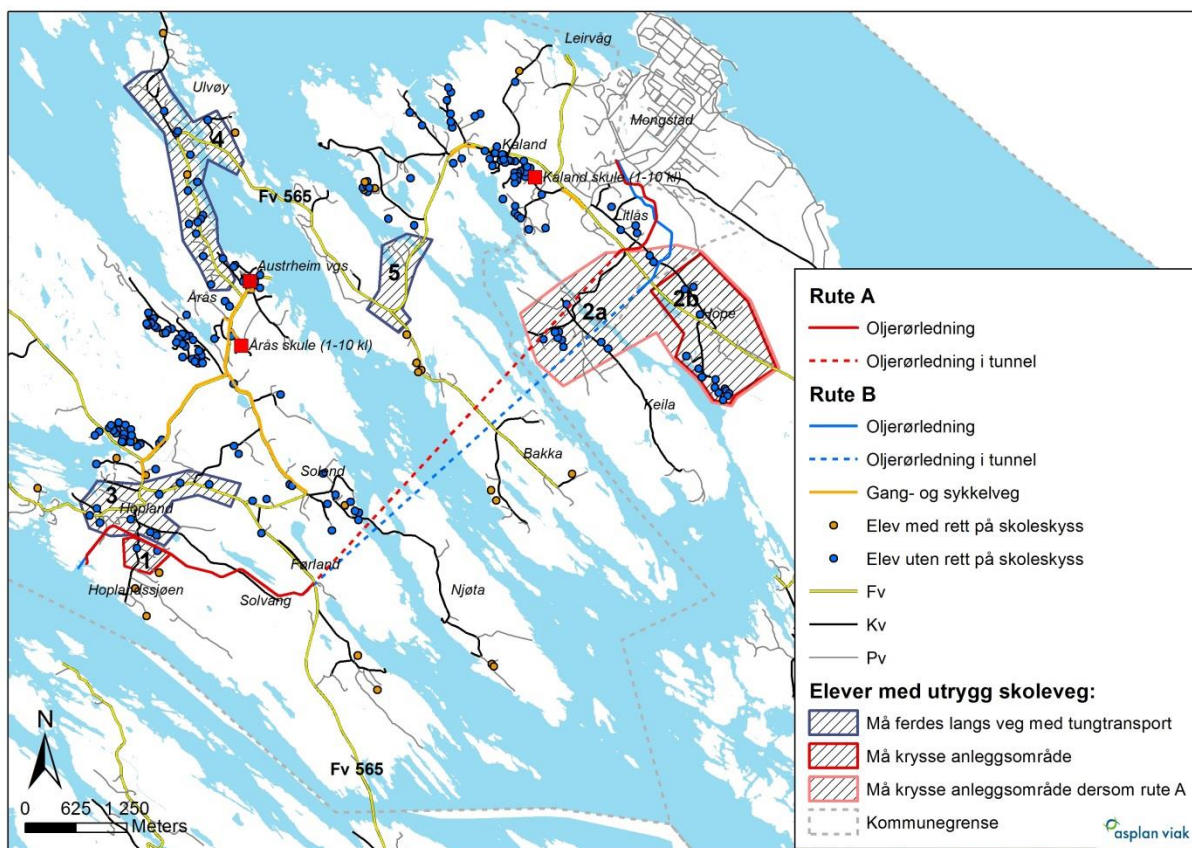 Leirvåg
Ulvøy
Mongstad
4
Kåland
Kåland skule (1-10 kl)
Fv 565
Litlås
5
Austrheim vgs
Årås
2a
2b
Hope
Årås skule (1-10 kl)
Keila
Bakka
Soland
3
Hopland
1
Førland
Hoplandssjøen
Solvang
Njøta
Fv 565
N
0 625 1 250
Meters
Rute A
Oljerørledning
Oljerørledning i tunnel
Rute B
Oljerørledning
Oljerørledning i tunnel
Gang- og sykkelveg
Elev med rett på skoleskyss
Elev uten rett på skoleskyss
Fv
Kv
Pv
Elever med utrygg skoleveg:
Må ferdes langs veg med tungtransport
Må krysse anleggsområde
Må krysse anleggsområde dersom rute A
Kommunegrense
asplan viak